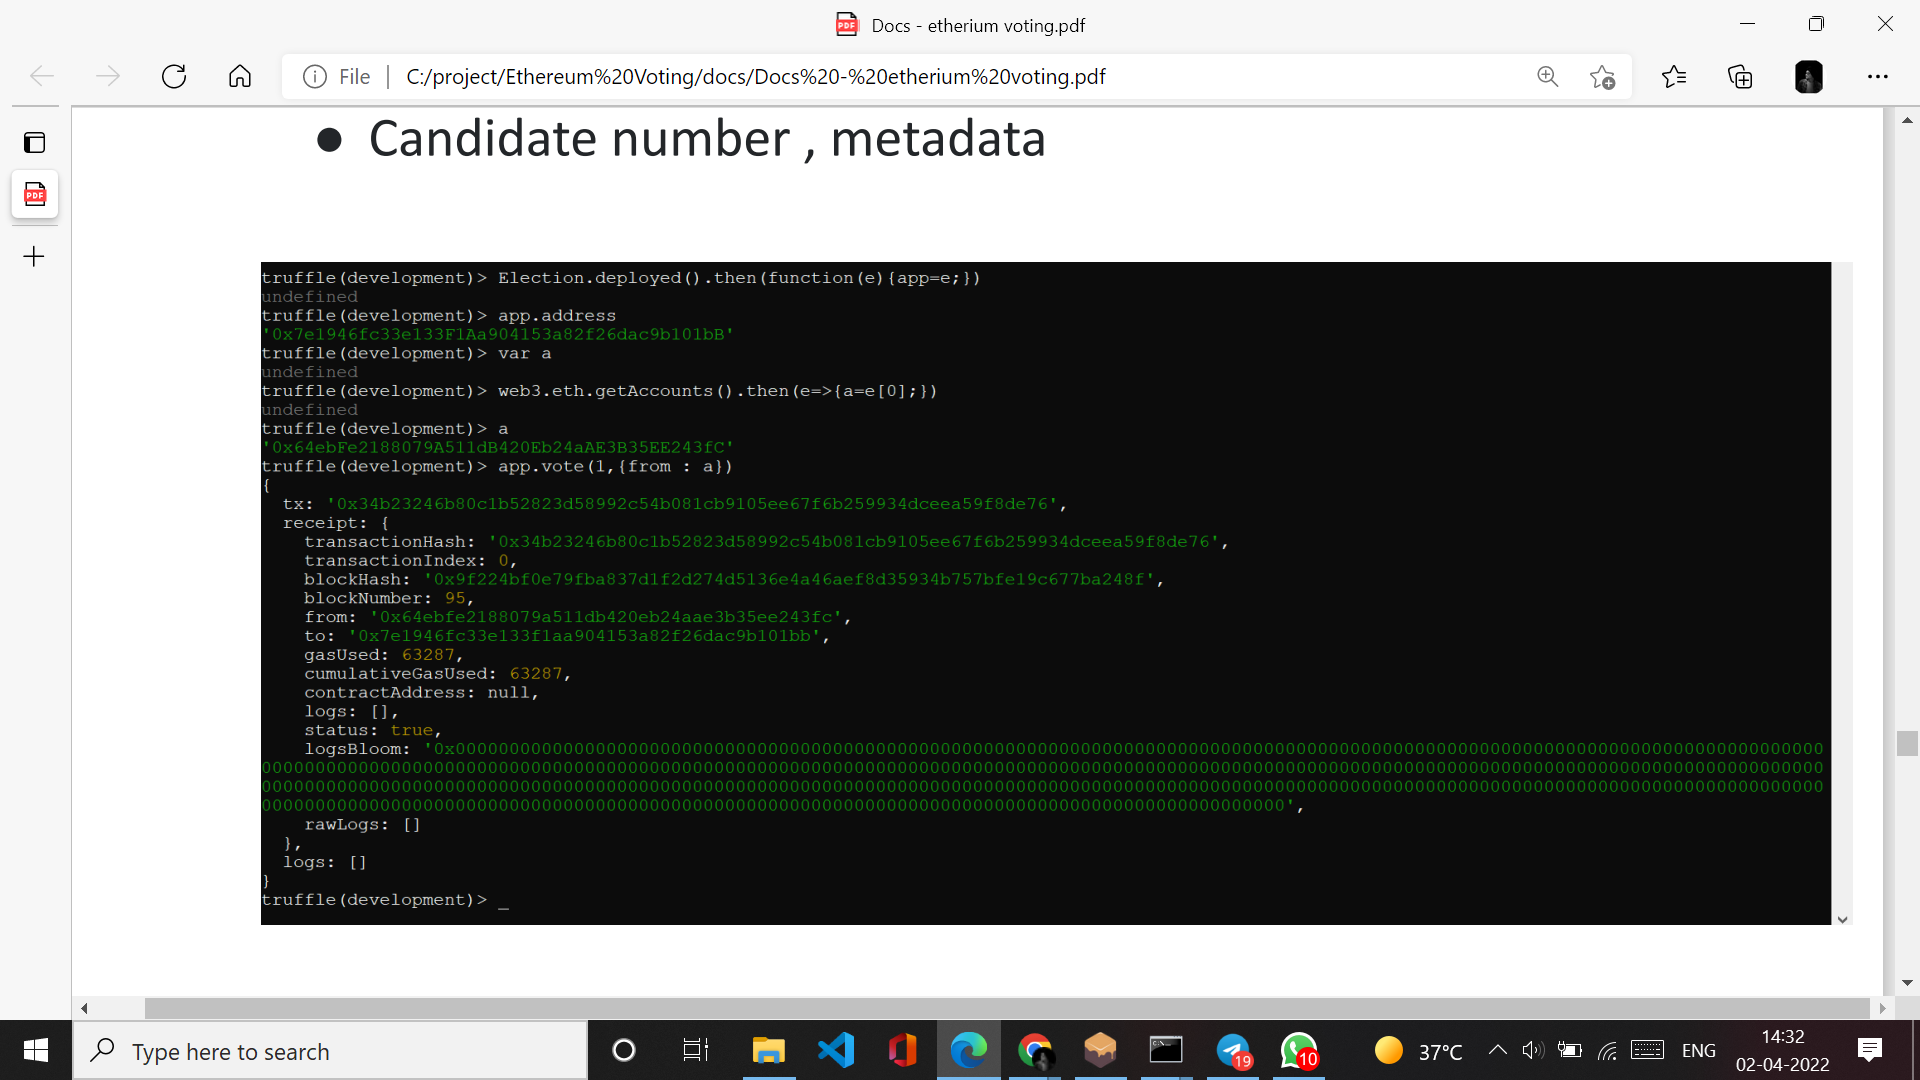 Docs - etherium voting.pdf
File
C:/project/Ethereum%20Voting/docs/Docs%20-%20etherium%20voting.pdf
● Candidate number , metadata
truffle(development)> Election.deployed().then(function(e){app=e;})
undefined
truffle(development)> app.address
'0x7e1946fc33e133F1Aa904153a82f26dac9b101bB'
truffle(development)> var a
undefined
truffle(development)> web3.eth.getAccounts().then(e=>{a=e[0];})
undefined
truffle(development)> a
'0x64ebFe2188079A511dB420Eb24aAE3B35EE243fC'
truffle(development)> app.vote(1,{from : a})
{
tx: '0x34b23246b80c1b52823d58992c54b081cb9105ee67f6b259934dceea59f8de76',
receipt: {
transactionHash: '0x34b23246b80c1b52823d58992c54b081cb9105ee67f6b259934dceea59f8de76',
transactionIndex: 0,
blockHash: '0x9f224bf0e79fba837d1f2d274d5136e4a46aef8d35934b757bfe19c677ba248f',
blockNumber: 95,
from: '0x64ebfe2188079a511db420eb24aae3b35ee243fc',
to: '0x7e1946fc33e133f1aa904153a82f26dac9b101bb',
gasUsed: 63287,
cumulativeGasUsed: 63287,
contractAddress: null,
logs: [],
status: true,
logsBloom:
rawLogs: []
},
logs: []
}
truffle(development)> _
Type here to search
19
10
37°C
ENG
14:32
02-04-2022